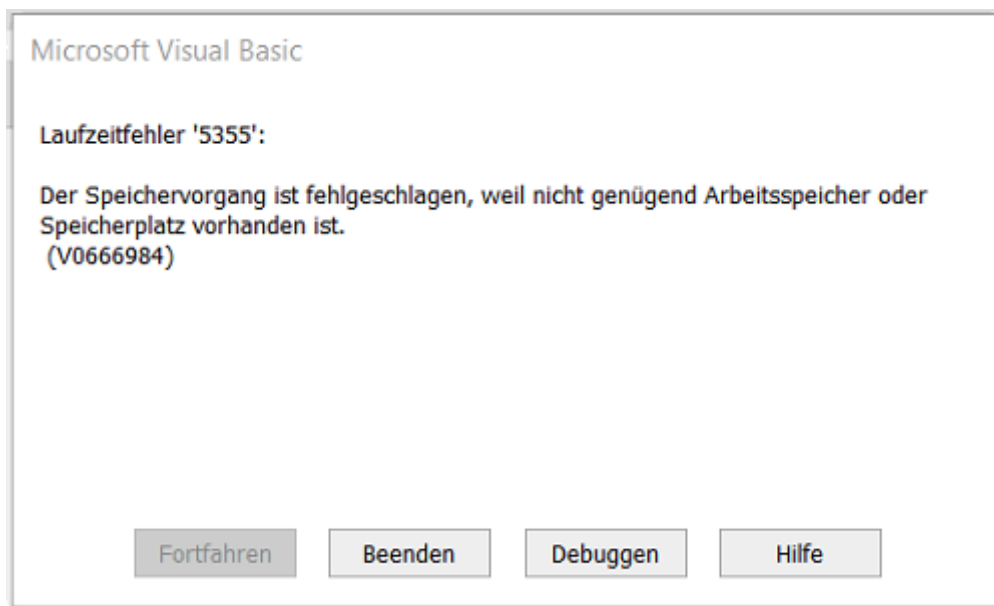 Microsoft Visual Basic
Laufzeitfehler '5355':
Der Speichervorgang ist fehlgeschlagen, weil nicht genügend Arbeitsspeicher oder
Speicherplatz vorhanden ist.
(V0666984)
Fortfahren Beenden Debuggen Hilfe